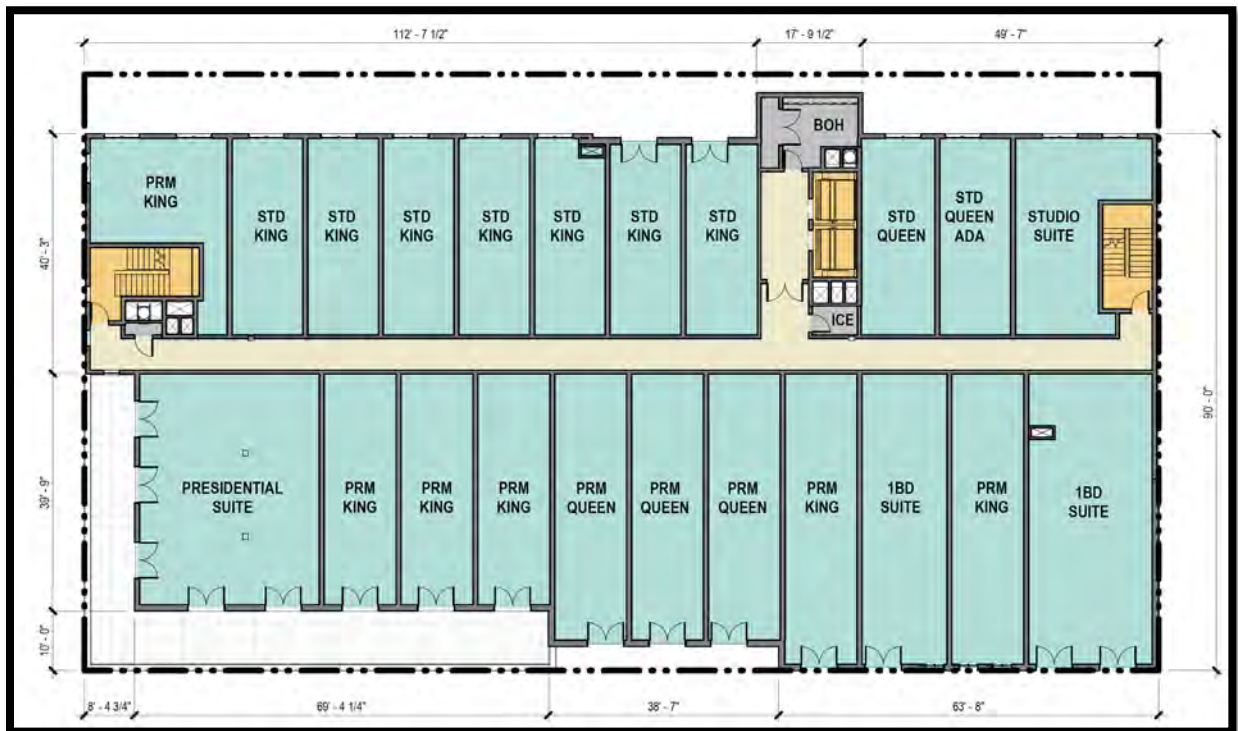 112' - 7 1/2"
17' - 9 1/2"
49' - 7"
BOH
PRM
KING
STD
KING
STD
KING
STD
KING
STD
KING
STD
KING
STD
KING
STD
KING
STD
QUEEN
STD
QUEEN
ADA
STUDIO
SUITE
40' - 3"
ICE
90' - 0"
39' - 9"
PRESIDENTIAL
SUITE
PRM
KING
PRM
KING
PRM
KING
PRM
QUEEN
PRM
QUEEN
PRM
QUEEN
PRM
KING
1BD
SUITE
PRM
KING
1BD
SUITE
10' - 0"
8' - 4 3/4"
69' - 4 1/4"
38' - 7"
63' - 8"